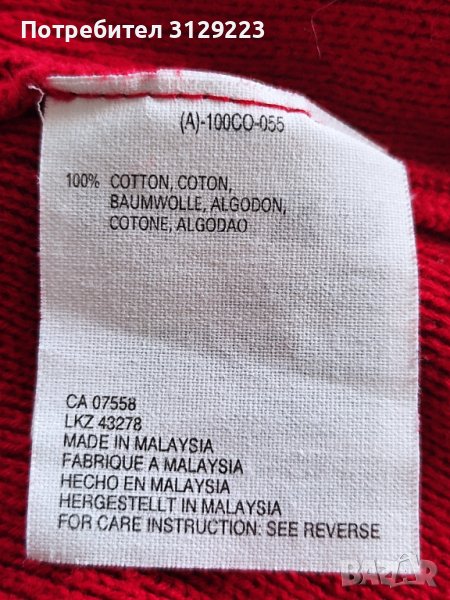 Потребител 3129223
(A)-100CO-055
100% COTTON, COTON,
BAUMWOLLE, ALGODON,
COTONE, ALGODAO
CA 07558
LKZ 43278
MADE IN MALAYSIA
FABRIQUE A MALAYSIA
HECHO EN MALAYSIA
HERGESTELLT IN MALAYSIA
FOR CARE INSTRUCTION: SEE REVERSE
BAZAR